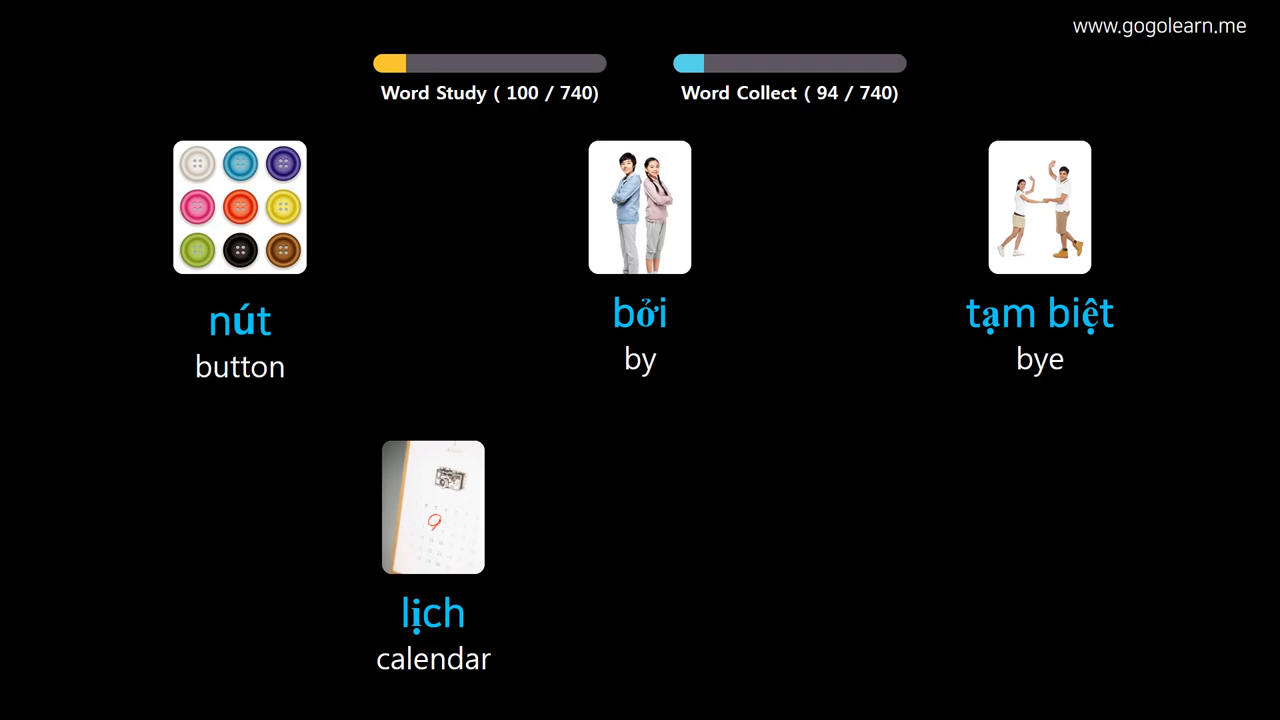 www.gogolearn.me
Word Study ( 100 / 740)
Word Collect ( 94 / 740)
nút
button
bởi
by
tạm biệt
bye
lịch
calendar